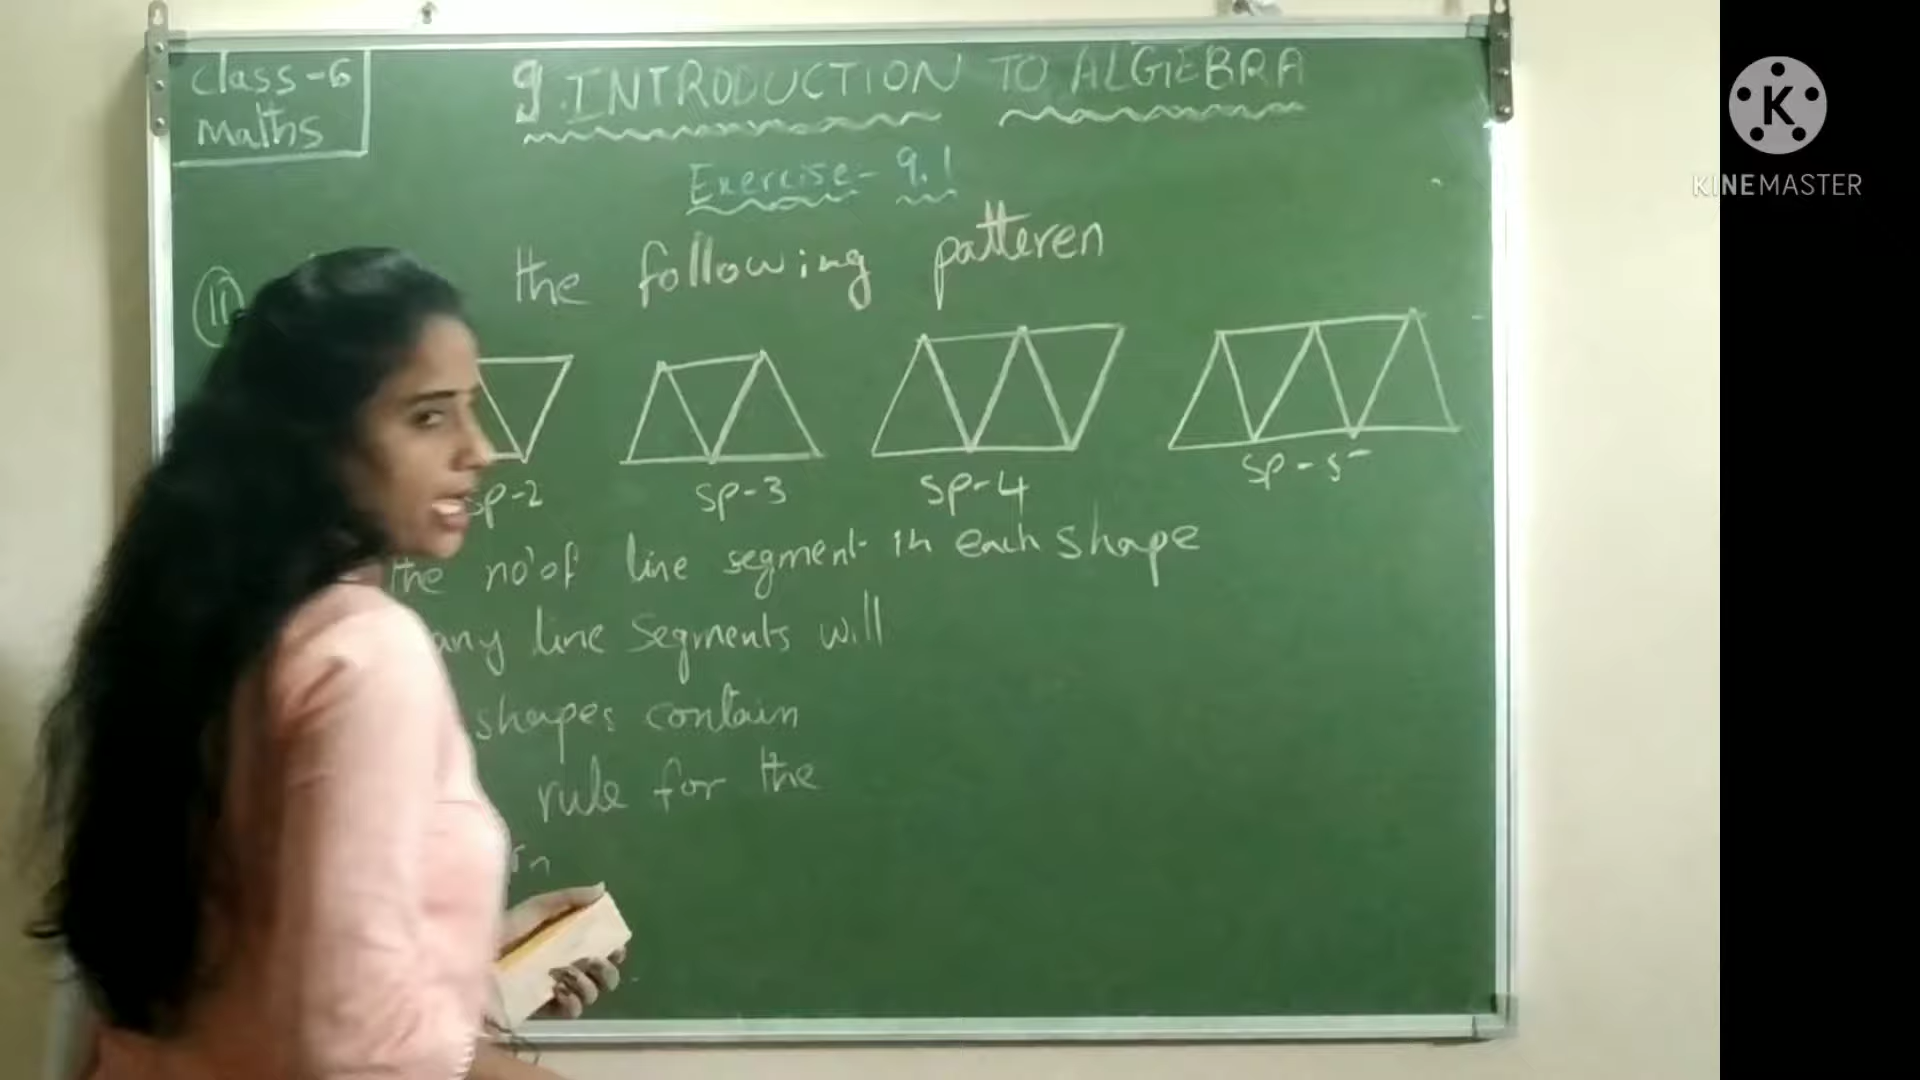 class-6
Maths
9.INTRODUCTION TO ALGEBRA
Exercise-9.1
11 the following patteren
sp-2 sp-3 sp-4 sp-5
the no'of line segment in each shape
any line segments will
shapes contain
rule for the
K
KINEMASTER